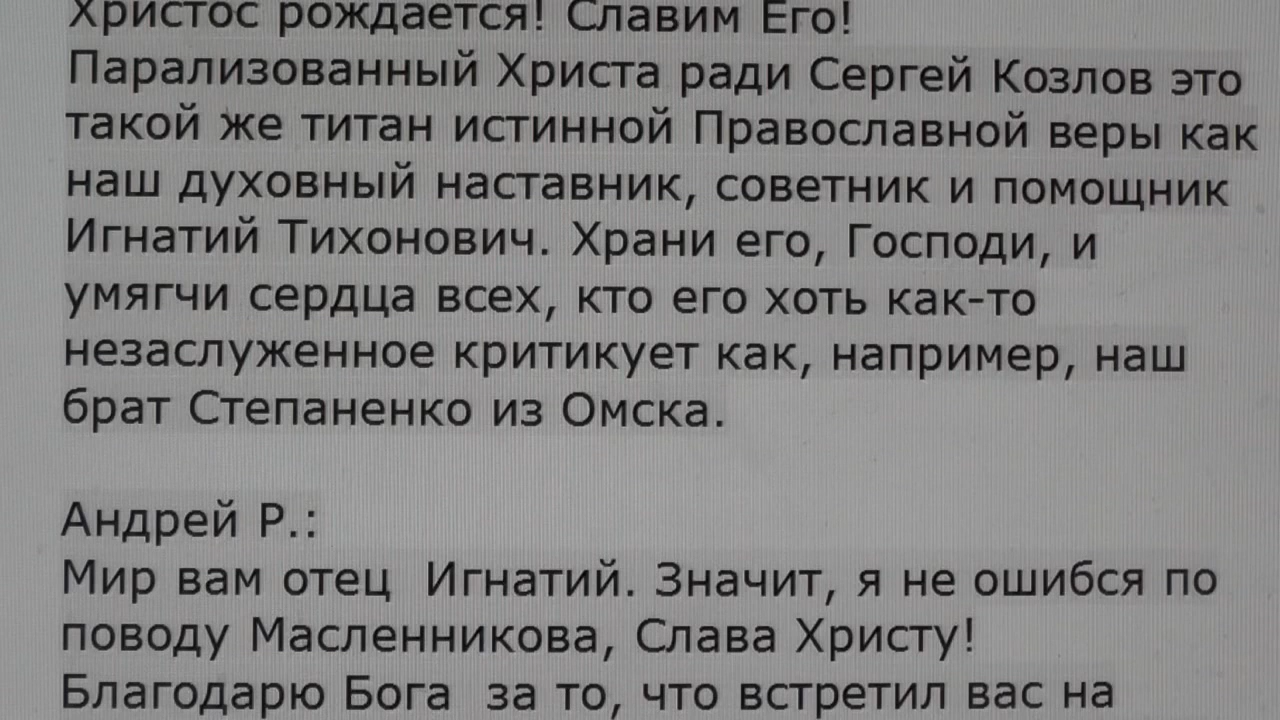 Христос рождается! Славим Его!
Парализованный Христа ради Сергей Козлов это
такой же титан истинной Православной веры как
наш духовный наставник, советник и помощник
Игнатий Тихонович. Храни его, Господи, и
умягчи сердца всех, кто его хоть как-то
незаслуженное критикует как, например, наш
брат Степаненко из Омска.
Андрей Р.:
Мир вам отец  Игнатий. Значит, я не ошибся по
поводу Масленникова, Слава Христу!
Благодарю Бога  за то, что встретил вас на